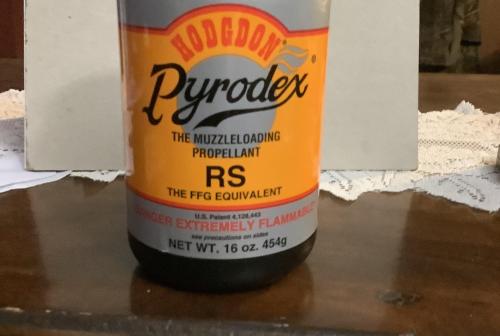 HODGDON
Pyrodex®
THE MUZZLELOADING
PROPELLANT
RS
THE FFG EQUIVALENT
U.S. Patent 4,128,443
DANGER EXTREMELY FLAMMABLE
see precautions on sides
NET WT. 16 oz. 454g